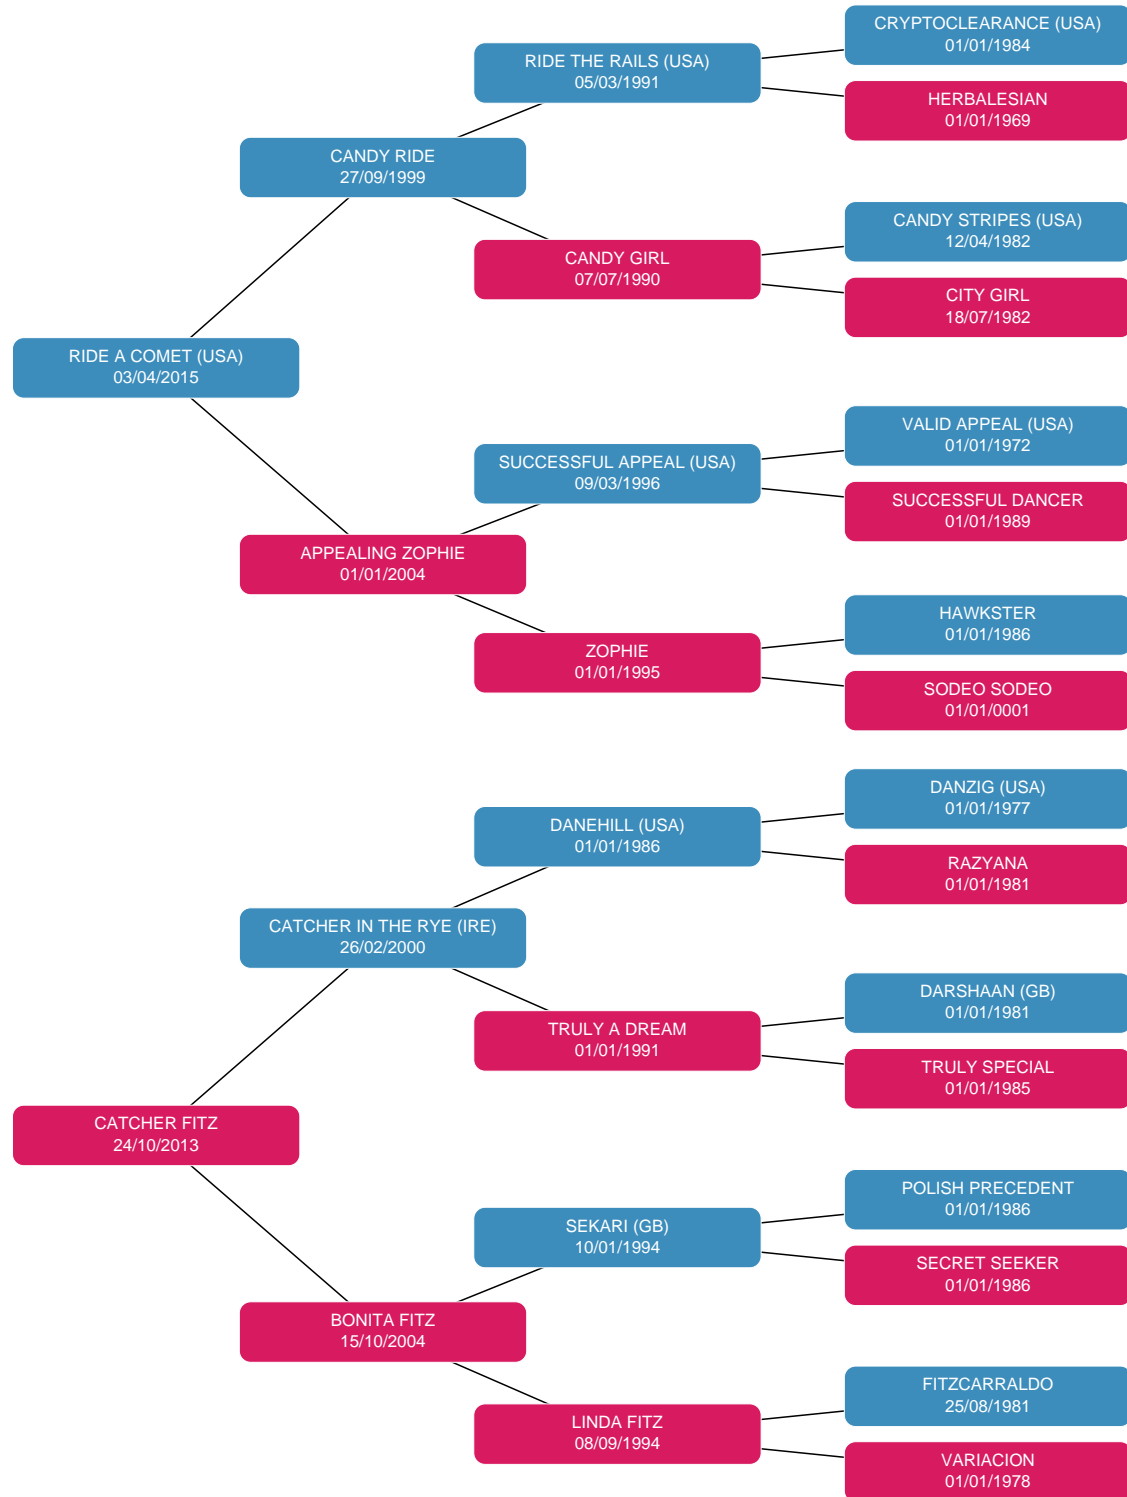 CRYPTOCLEARANCE (USA)
01/01/1984
RIDE THE RAILS (USA)
05/03/1991
HERBALESIAN
01/01/1969
CANDY RIDE
27/09/1999
CANDY STRIPES (USA)
12/04/1982
CANDY GIRL
07/07/1990
CITY GIRL
18/07/1982
RIDE A COMET (USA)
03/04/2015
VALID APPEAL (USA)
01/01/1972
SUCCESSFUL APPEAL (USA)
09/03/1996
SUCCESSFUL DANCER
01/01/1989
APPEALING ZOPHIE
01/01/2004
HAWKSTER
01/01/1986
ZOPHIE
01/01/1995
SODEO SODEO
01/01/0001
DANZIG (USA)
01/01/1977
DANEHILL (USA)
01/01/1986
RAZYANA
01/01/1981
CATCHER IN THE RYE (IRE)
26/02/2000
DARSHAAN (GB)
01/01/1981
TRULY A DREAM
01/01/1991
TRULY SPECIAL
01/01/1985
CATCHER FITZ
24/10/2013
POLISH PRECEDENT
01/01/1986
SEKARI (GB)
10/01/1994
SECRET SEEKER
01/01/1986
BONITA FITZ
15/10/2004
FITZCARRALDO
25/08/1981
LINDA FITZ
08/09/1994
VARIACION
01/01/1978